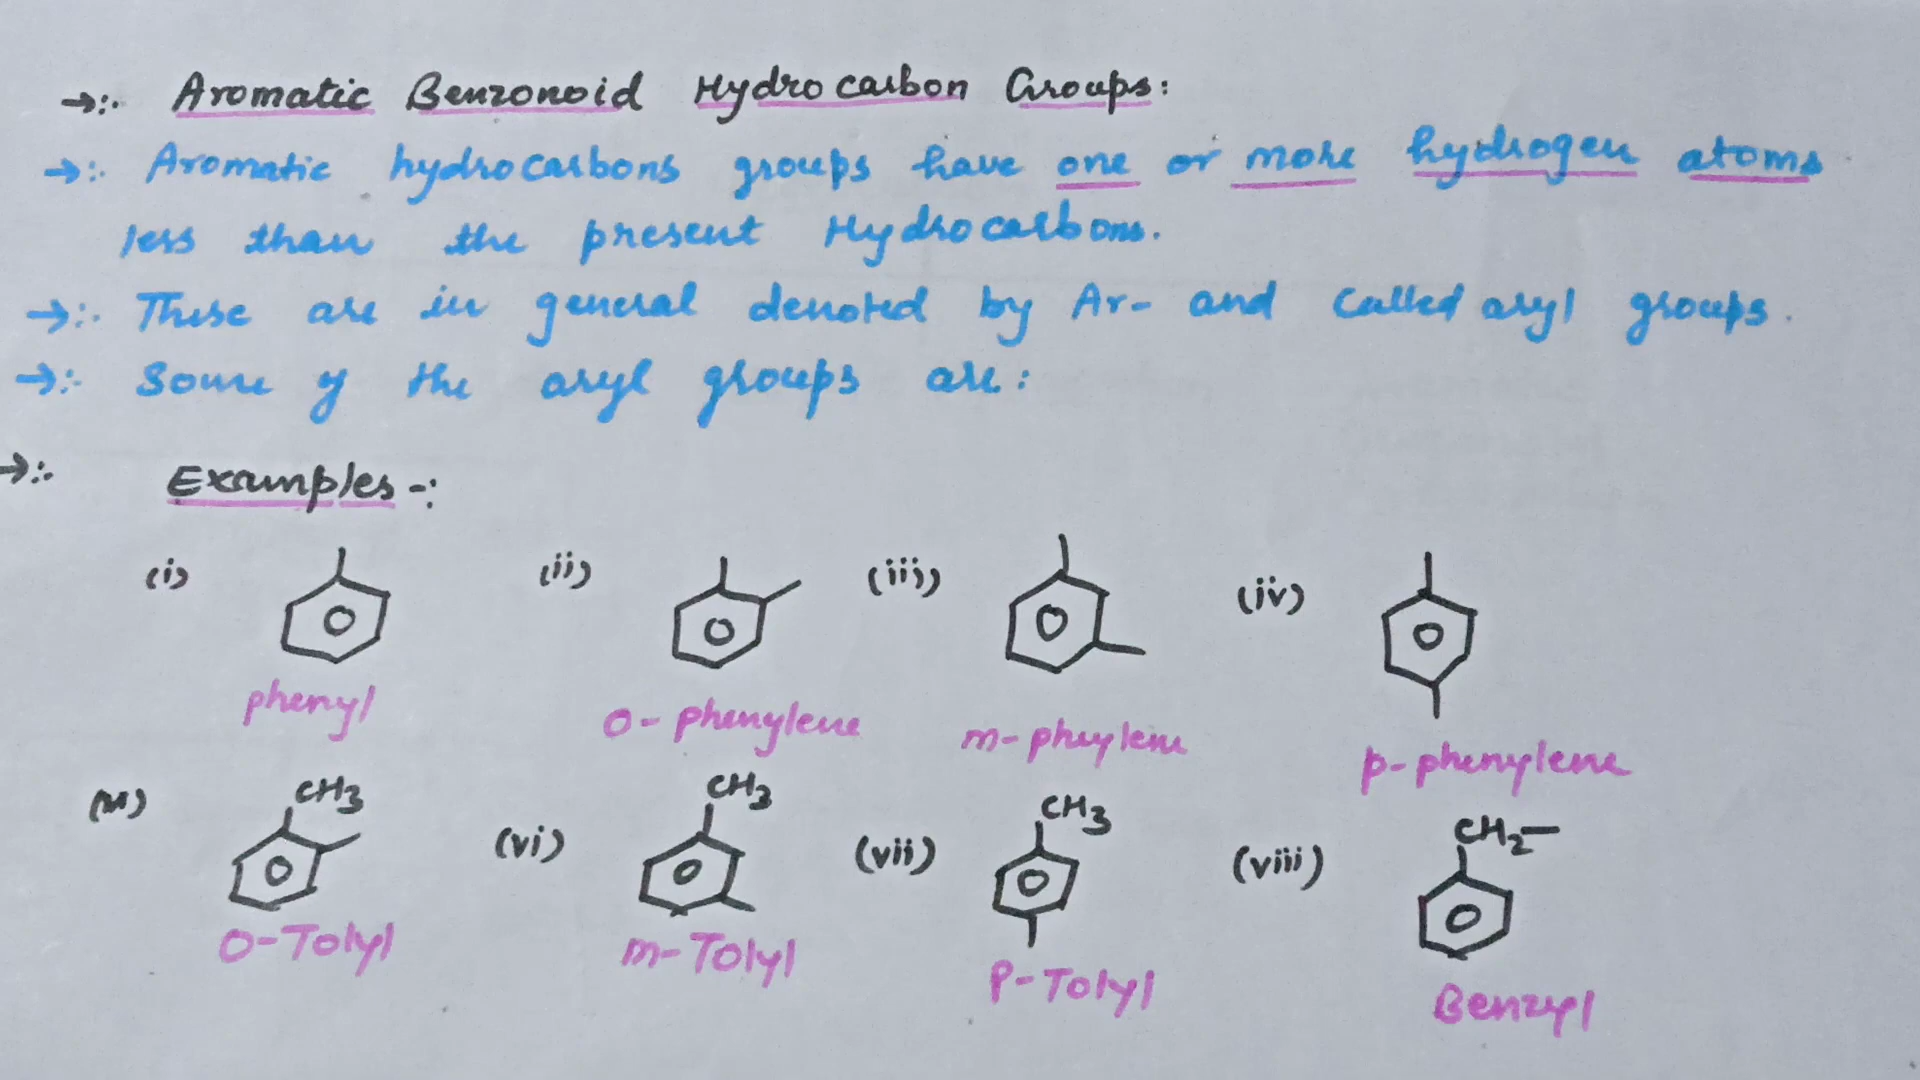 →:. Aromatic Benzonoid Hydrocarbon Groups:
→:. Aromatic hydrocarbons groups have one or more hydrogen atoms
less than the present Hydrocarbons.
→:. These are in general denoted by Ar- and called aryl groups.
→:. Some of the aryl groups are:
→:. Examples -:
(i) (ii) (iii) (iv)
phenyl o-phenylene m-pheylene p-phenylene
CH3 CH3 CH3 CH2-
(vi) (vii) (viii)
O-Tolyl m-Tolyl P-Tolyl Benzyl